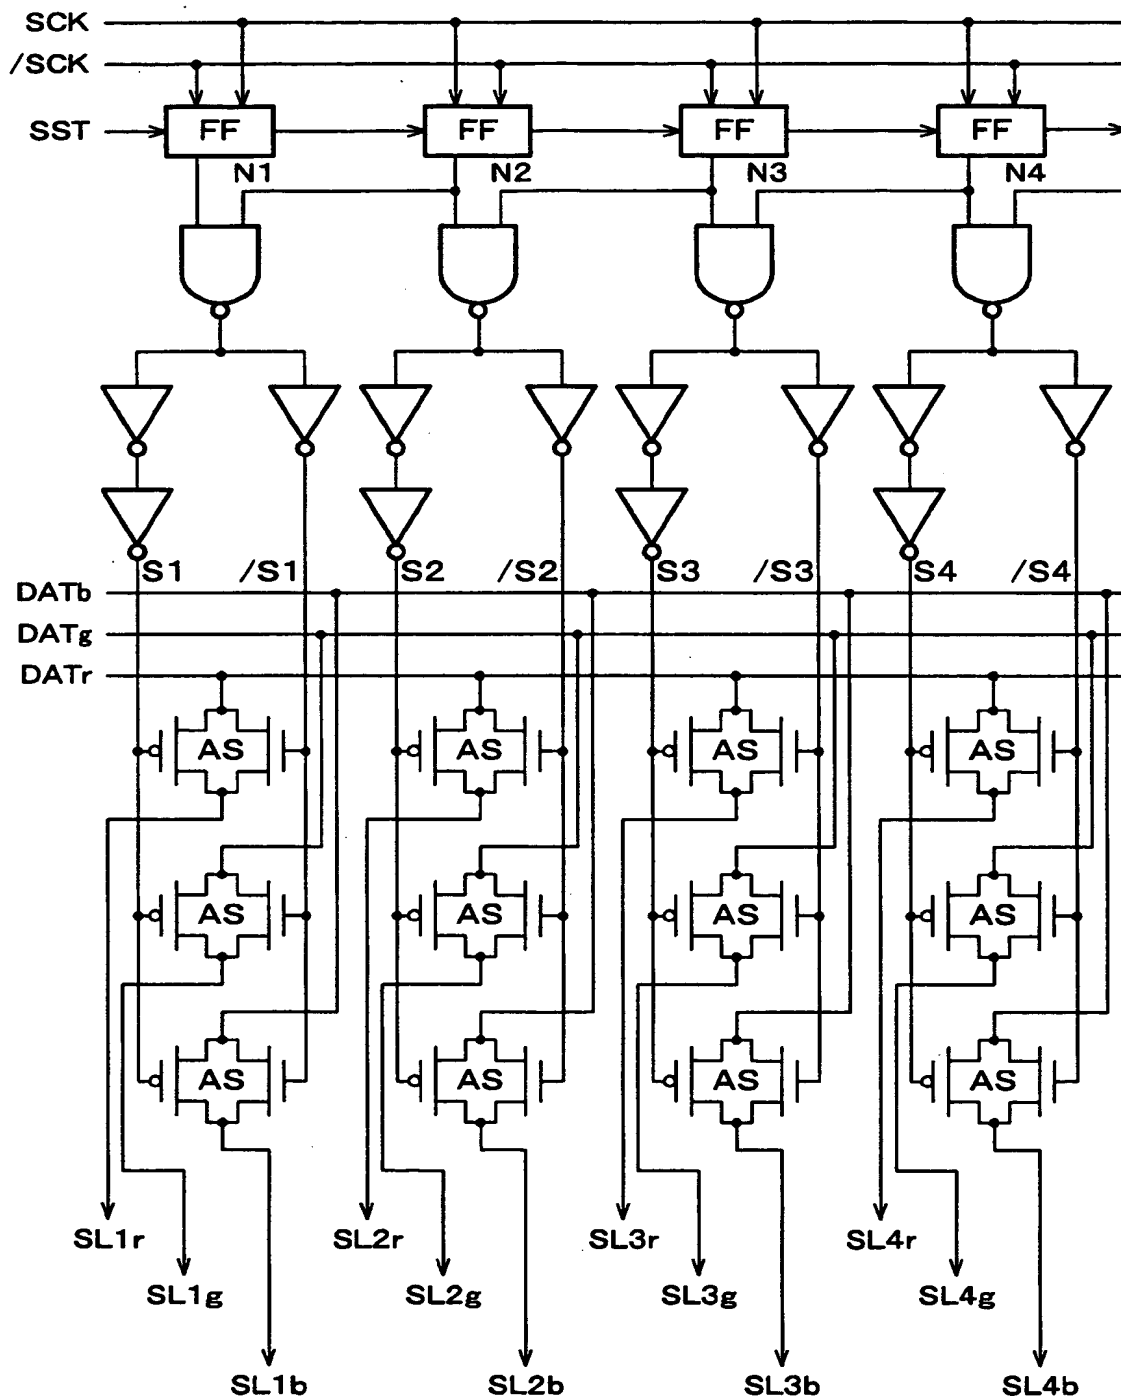 SCK
/SCK
SST FF FF FF FF
N1 N2 N3 N4
S1 /S1 S2 /S2 S3 /S3 S4 /S4
DATb
DATg
DATr
AS AS AS AS
AS AS AS AS
AS AS AS AS
SL1r SL2r SL3r SL4r
SL1g SL2g SL3g SL4g
SL1b SL2b SL3b SL4b